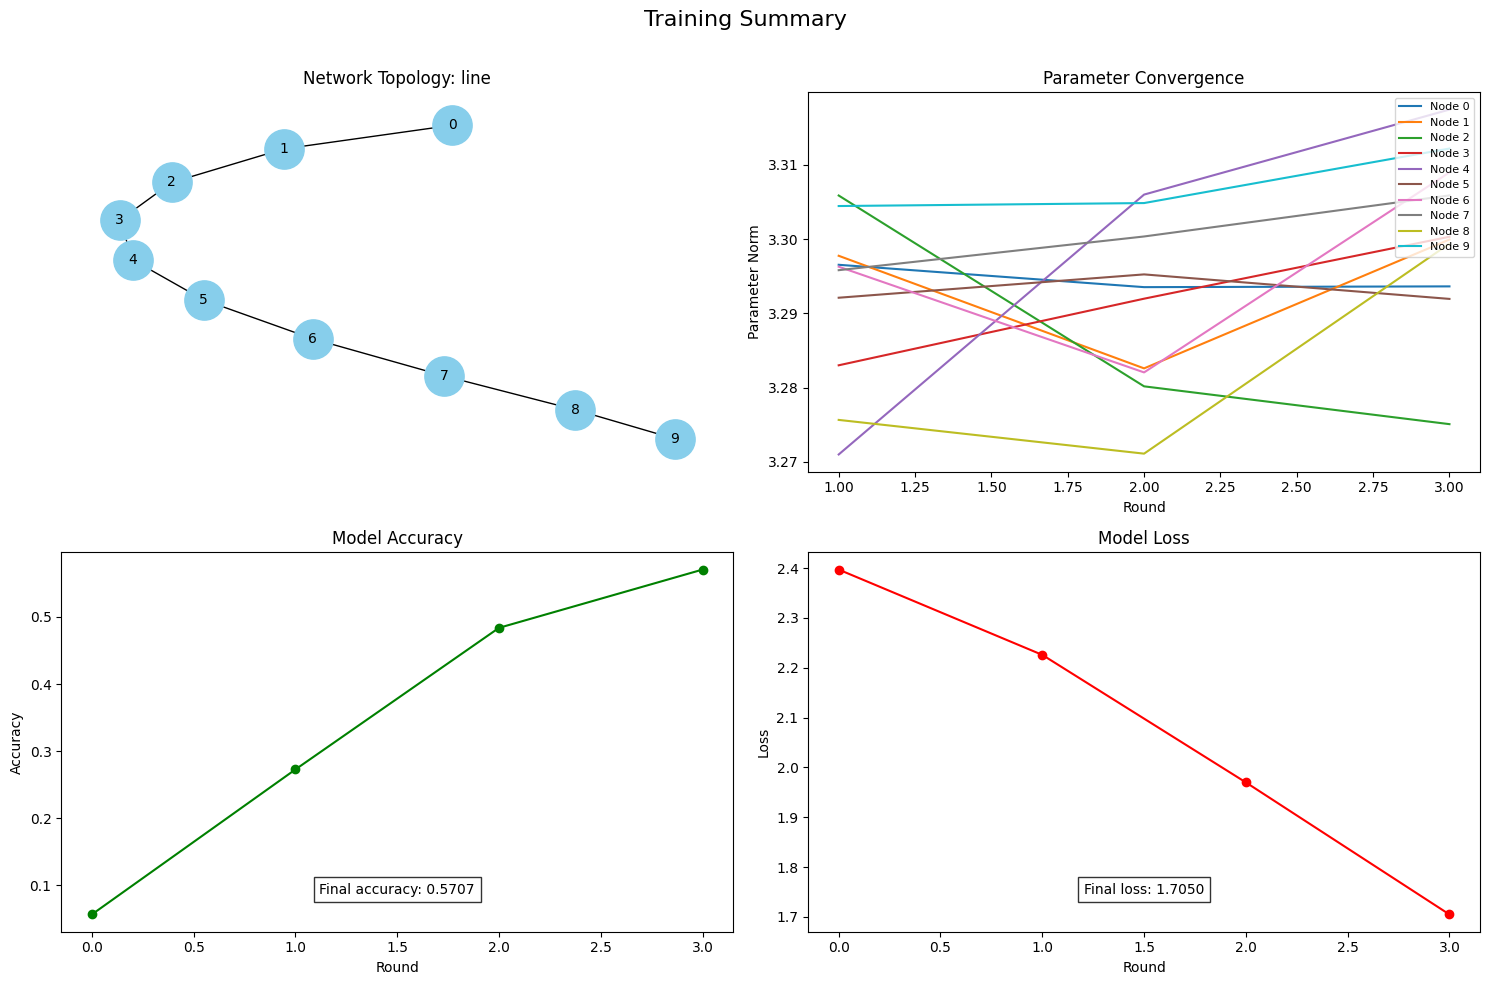 Training Summary
Network Topology: line
0
1
2
3
4
5
6
7
8
9
Parameter Convergence
Parameter Norm
3.31
3.30
3.29
3.28
3.27
Node 0
Node 1
Node 2
Node 3
Node 4
Node 5
Node 6
Node 7
Node 8
Node 9
1.00 1.25 1.50 1.75 2.00 2.25 2.50 2.75 3.00
Round
Model Accuracy
Accuracy
0.5
0.4
0.3
0.2
0.1
Final accuracy: 0.5707
0.0 0.5 1.0 1.5 2.0 2.5 3.0
Round
Model Loss
Loss
2.4
2.3
2.2
2.1
2.0
1.9
1.8
1.7
Final loss: 1.7050
0.0 0.5 1.0 1.5 2.0 2.5 3.0
Round